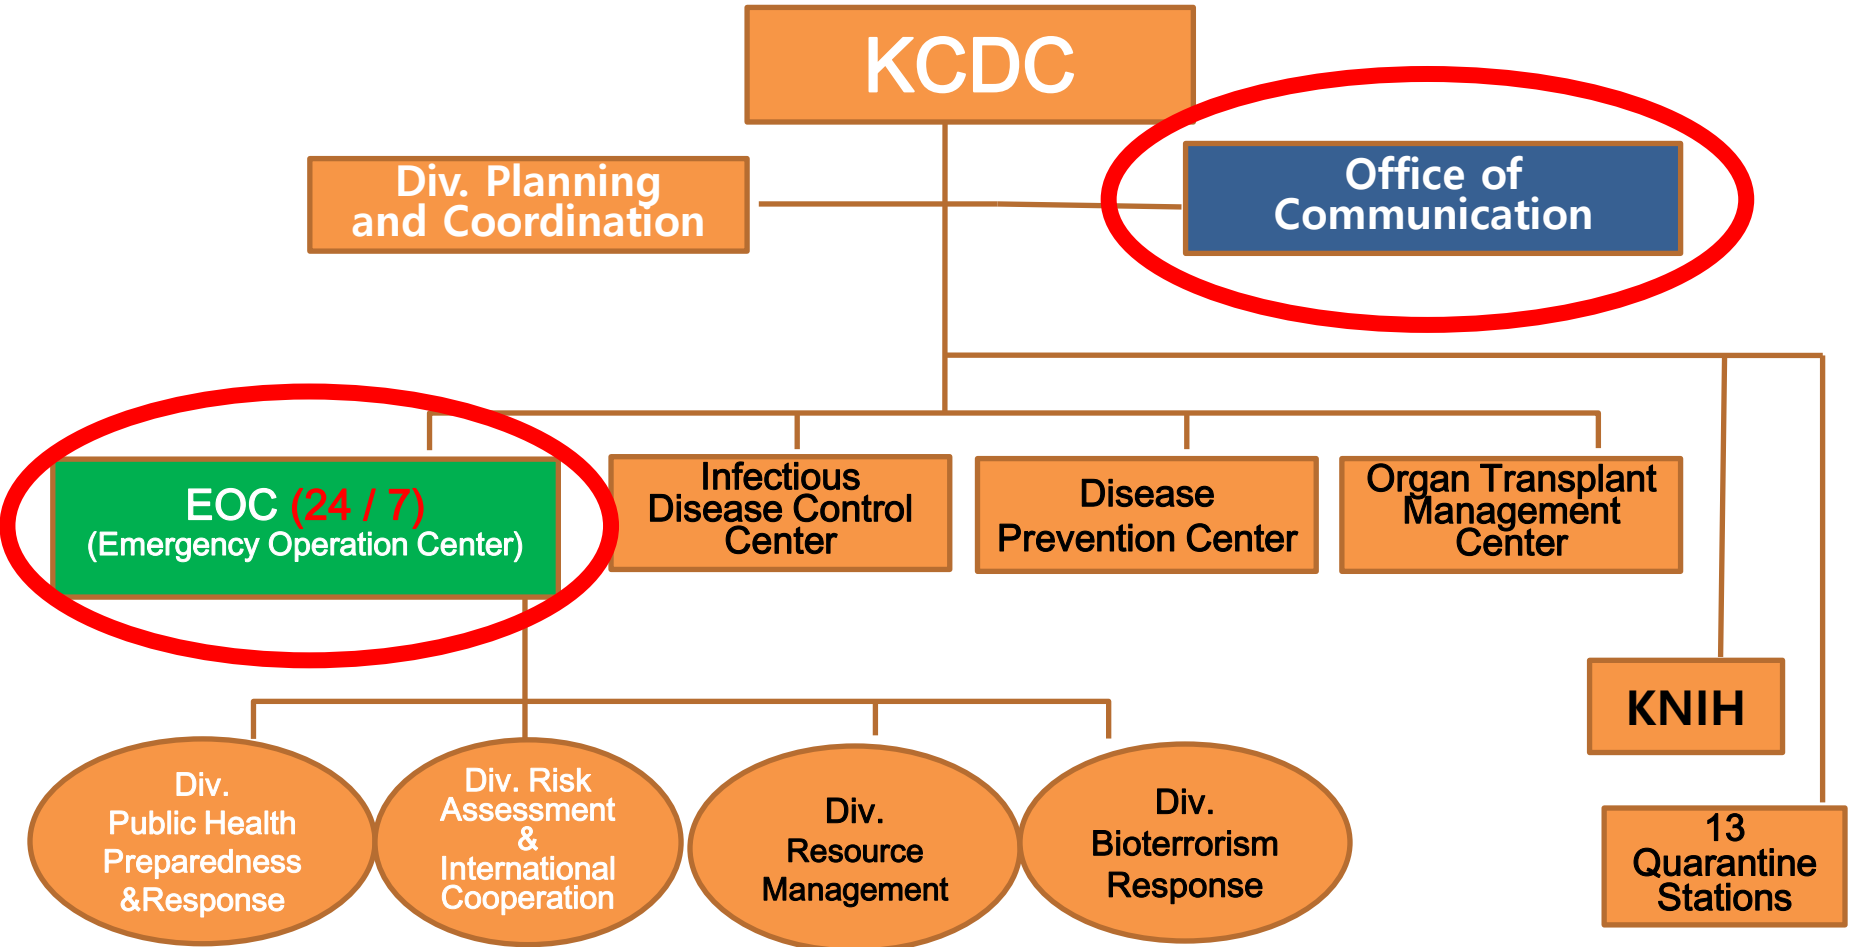 KCDC
Div. Planning
and Coordination
Office of
Communication
EOC (24 / 7)
(Emergency Operation Center)
Infectious
Disease Control
Center
Disease
Prevention Center
Organ Transplant
Management
Center
KNIH
13
Quarantine
Stations
Div.
Public Health
Preparedness
&Response
Div. Risk
Assessment
&
International
Cooperation
Div.
Resource
Management
Div.
Bioterrorism
Response